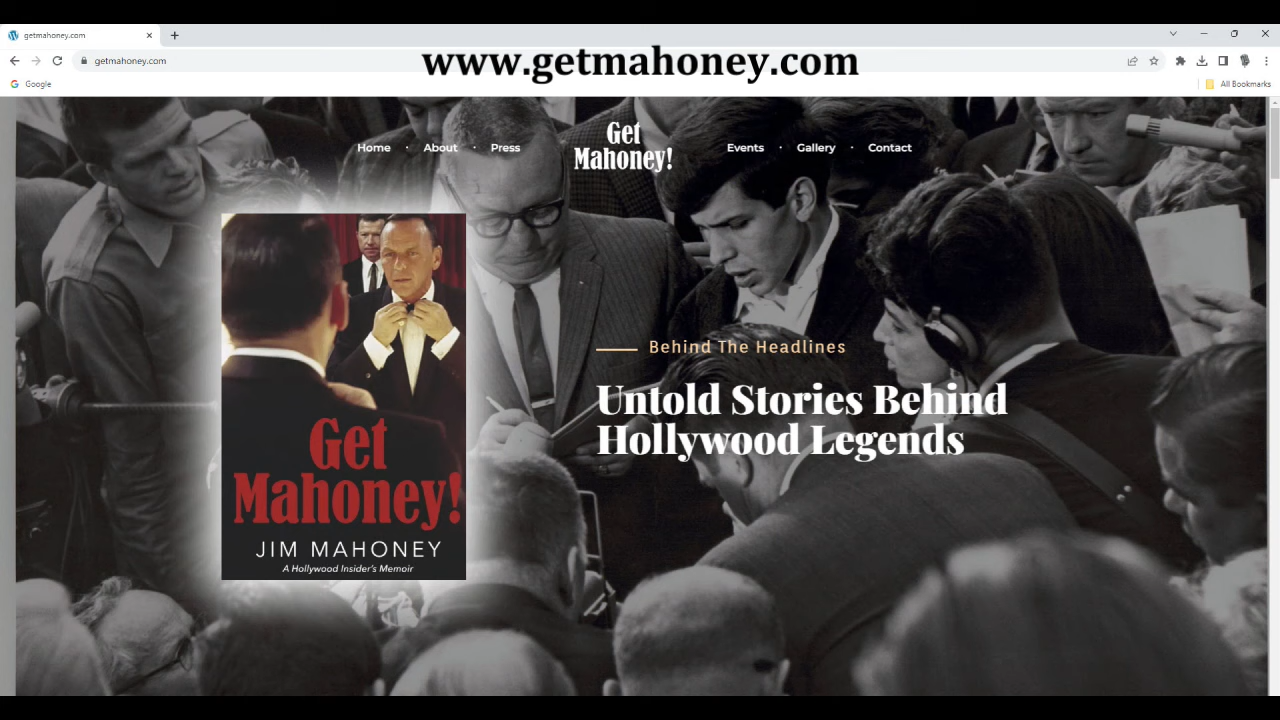 getmahoney.com
www.getmahoney.com
getmahoney.com
Google
All Bookmarks
Home · About · Press
Get
Mahoney!
Events · Gallery · Contact
Get
Mahoney!
JIM MAHONEY
A Hollywood Insider's Memoir
Behind The Headlines
Untold Stories Behind
Hollywood Legends